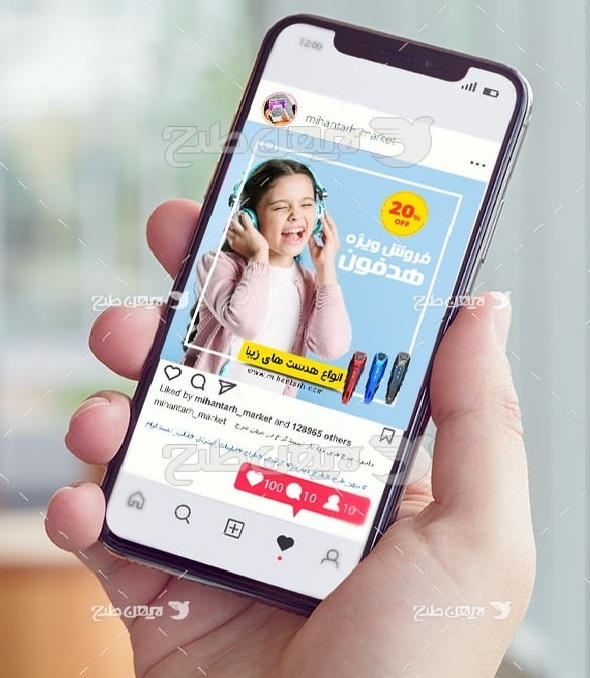 12:00
mihantarh_market
میهن طرح
20%
OFF
فروش ویژه
هدفون
انواع هدست های زیبا
www.mihantarh.com
Liked by mihantarh_market and 128965 others
mihantarh_market
میهن طرح
100 10 10
میهن طرح
میهن طرح
میهن طرح
میهن طرح